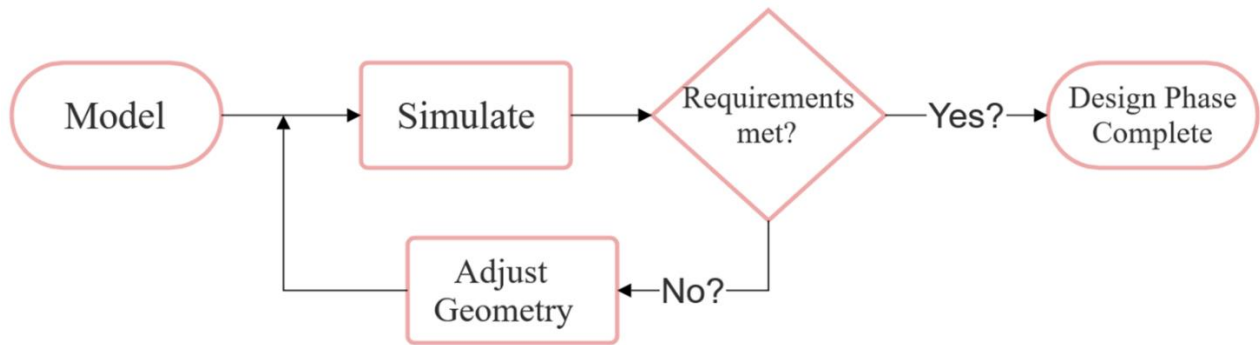 Model
Simulate
Requirements
met?
Yes?
Design Phase
Complete
Adjust
Geometry
No?